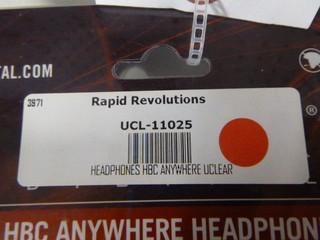 TAL.COM
3871
Rapid Revolutions
UCL-11025
HEADPHONES HBC ANYWHERE UCLEAR
HBC ANYWHERE HEADPHON